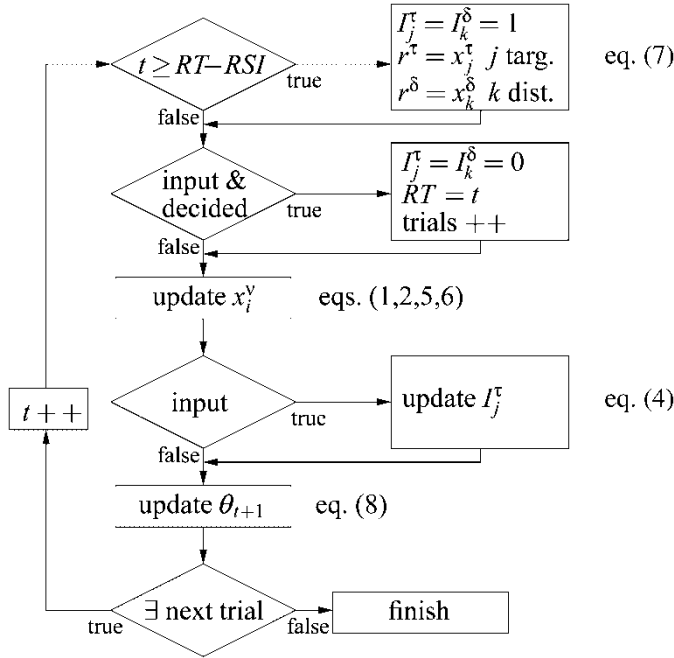 t ≥ RT−RSI
true
false
I_j^τ = I_k^δ = 1
r^τ = x_j^τ j targ.
r^δ = x_k^δ k dist.
eq. (7)
input &
decided
true
false
I_j^τ = I_k^δ = 0
RT = t
trials ++
update x_i^ν
eqs. (1,2,5,6)
input
true
false
update I_j^τ
eq. (4)
t ++
update θ_{t+1}
eq. (8)
∃ next trial
true
false
finish